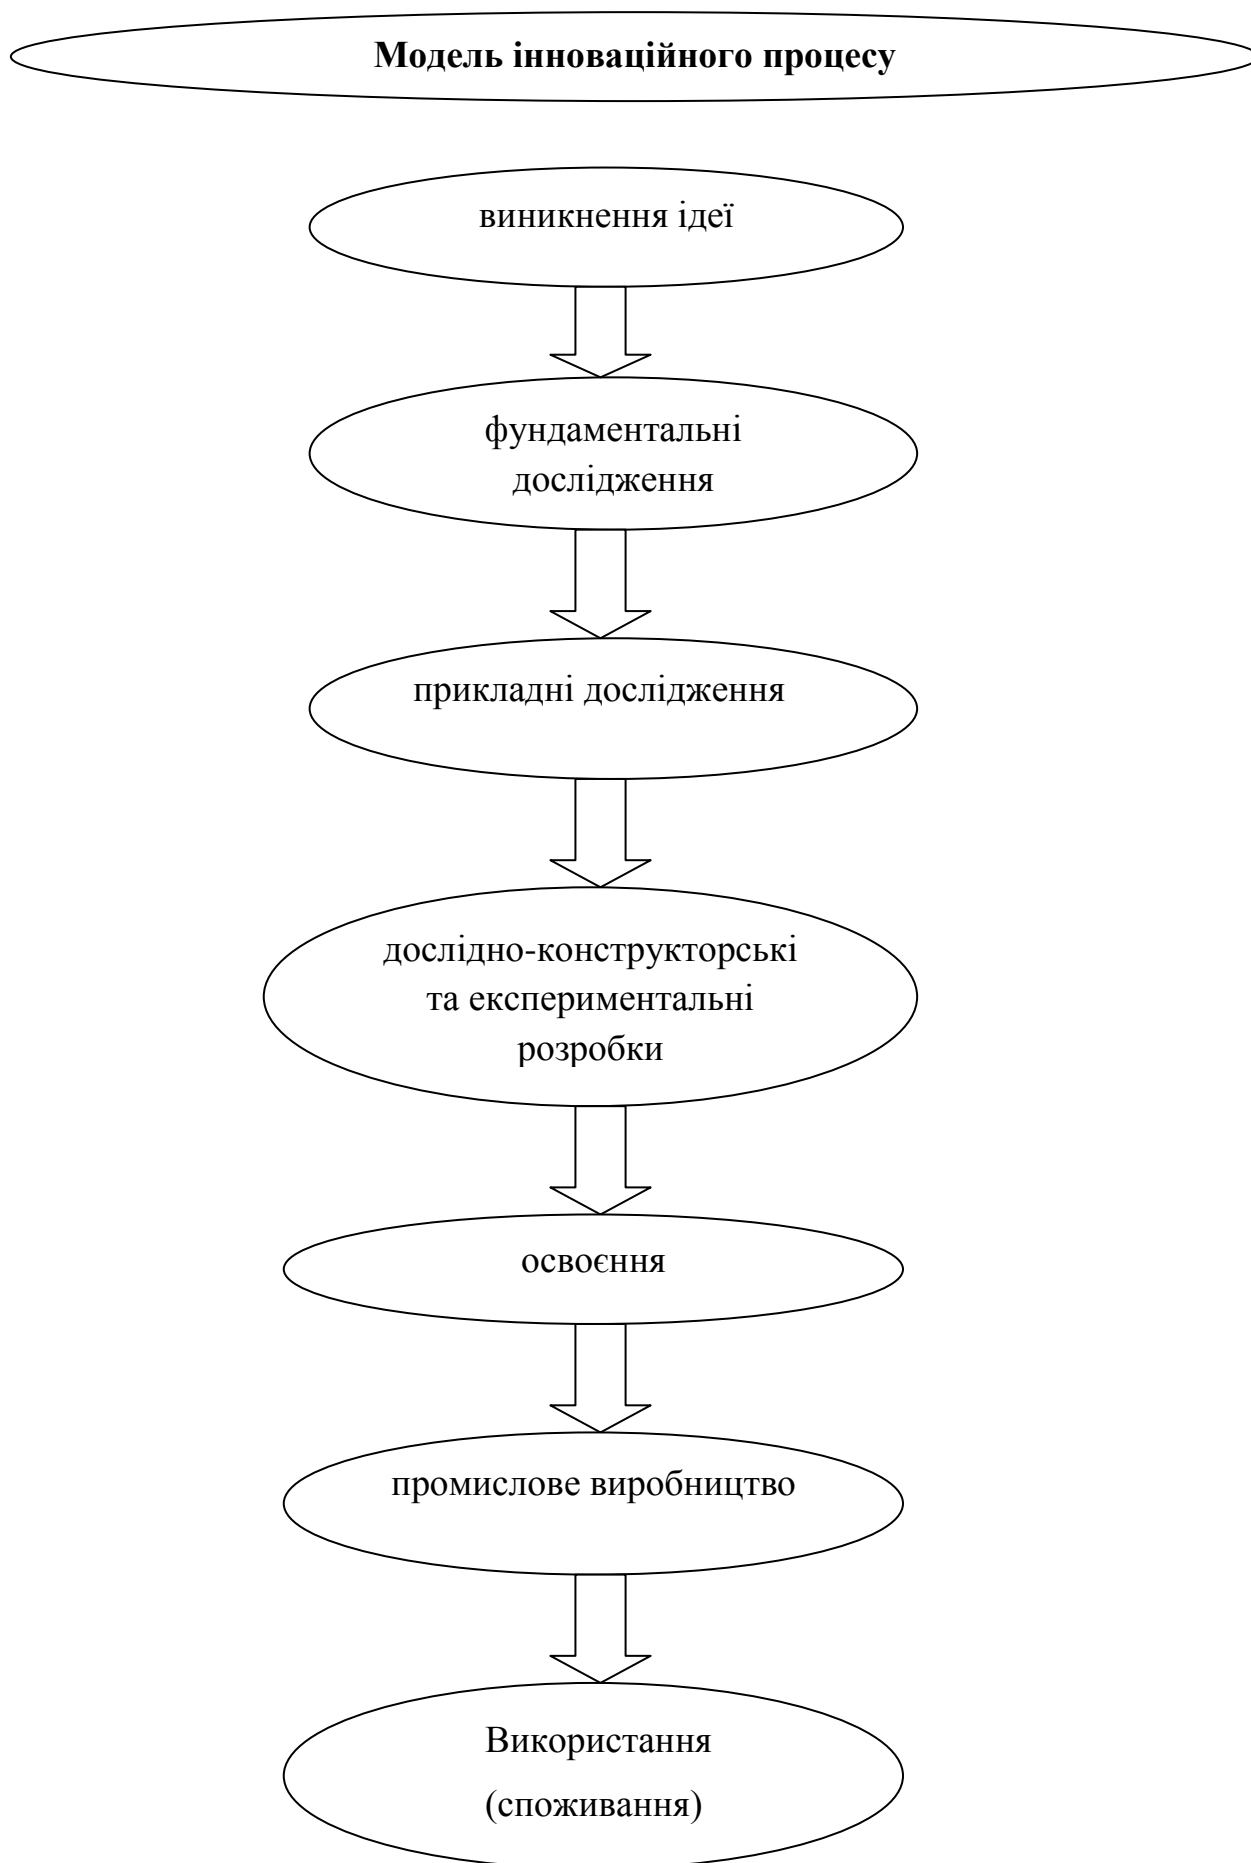 Модель інноваційного процесу
виникнення ідеї
фундаментальні
дослідження
прикладні дослідження
дослідно-конструкторські
та експериментальні
розробки
освоєння
промислове виробництво
Використання
(споживання)